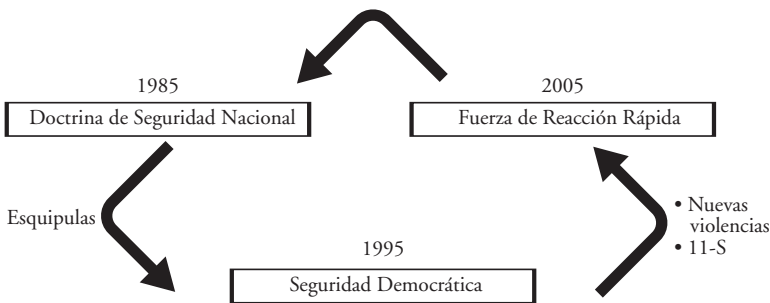 1985
Doctrina de Seguridad Nacional
2005
Fuerza de Reacción Rápida
Esquipulas
• Nuevas
violencias
• 11-S
1995
Seguridad Democrática